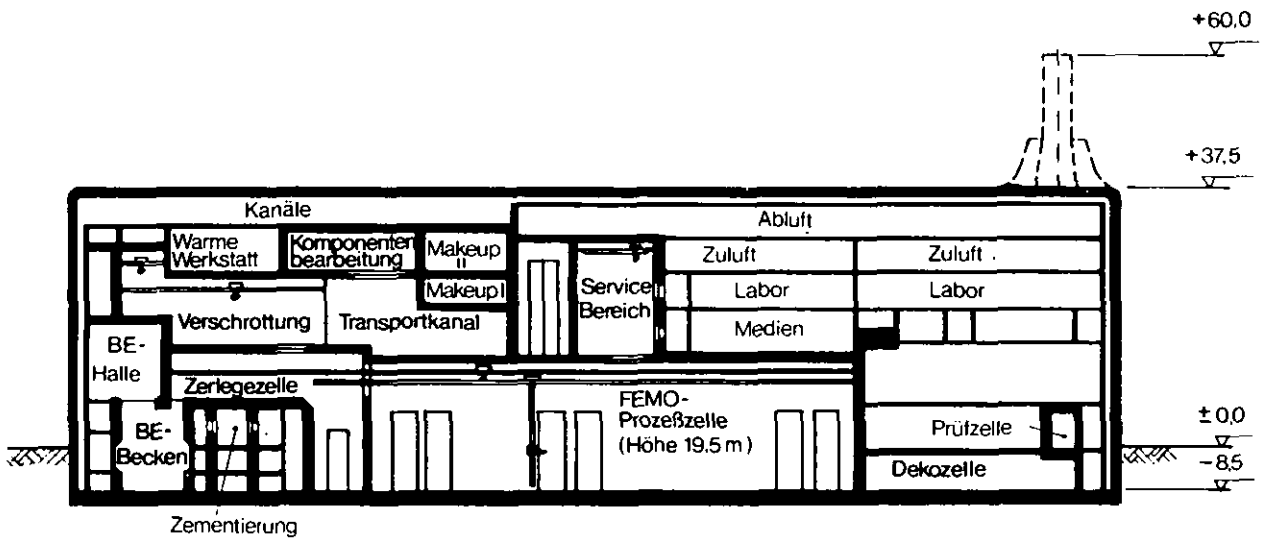 +60,0
+37,5
Kanäle
Abluft
Warme
Werkstatt
Komponenten
bearbeitung
Makeup
II
Makeup I
Service
Bereich
Zuluft
Zuluft
Labor
Labor
Medien
Verschrottung
Transportkanal
BE-
Halle
Zerlegezelle
FEMO-
Prozeßzelle
(Höhe 19.5 m)
BE-
Becken
Prüfzelle
Dekozelle
±0,0
-8,5
Zementierung